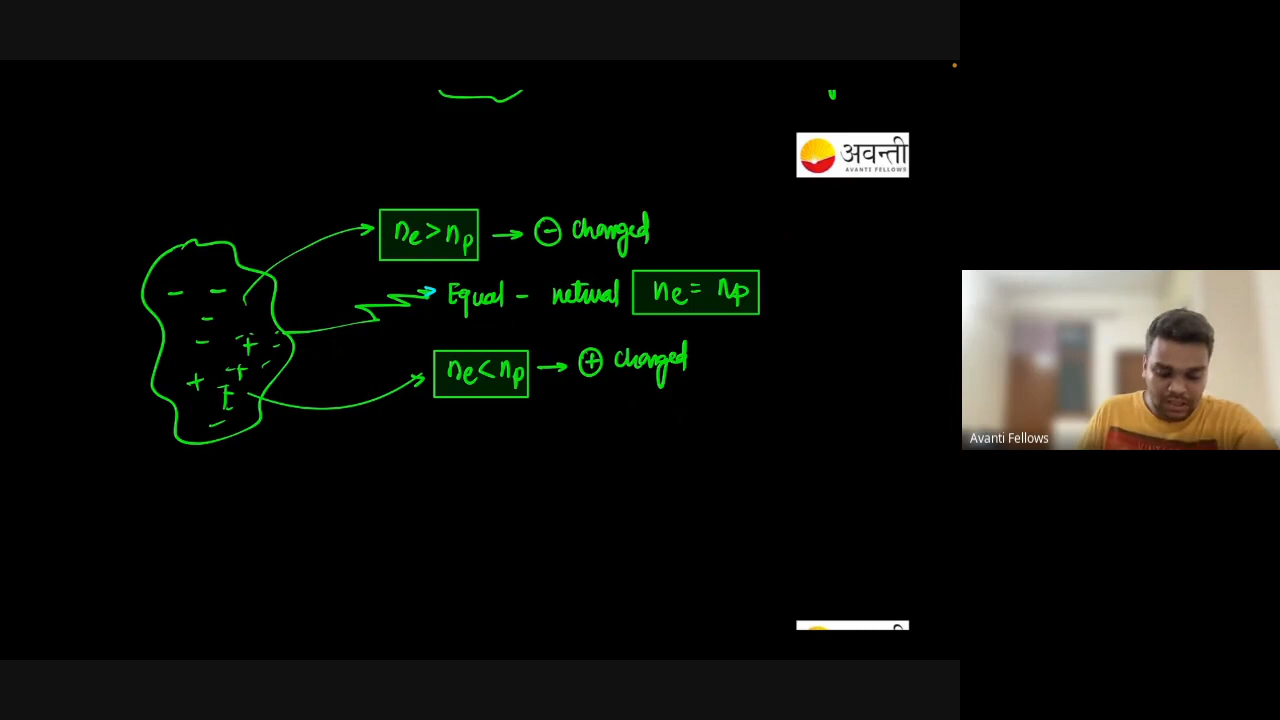 अवन्ती
AVANTI FELLOWS
ne > np → ⊖ charged
Equal - netural ne = np
ne < np → ⊕ charged
Avanti Fellows